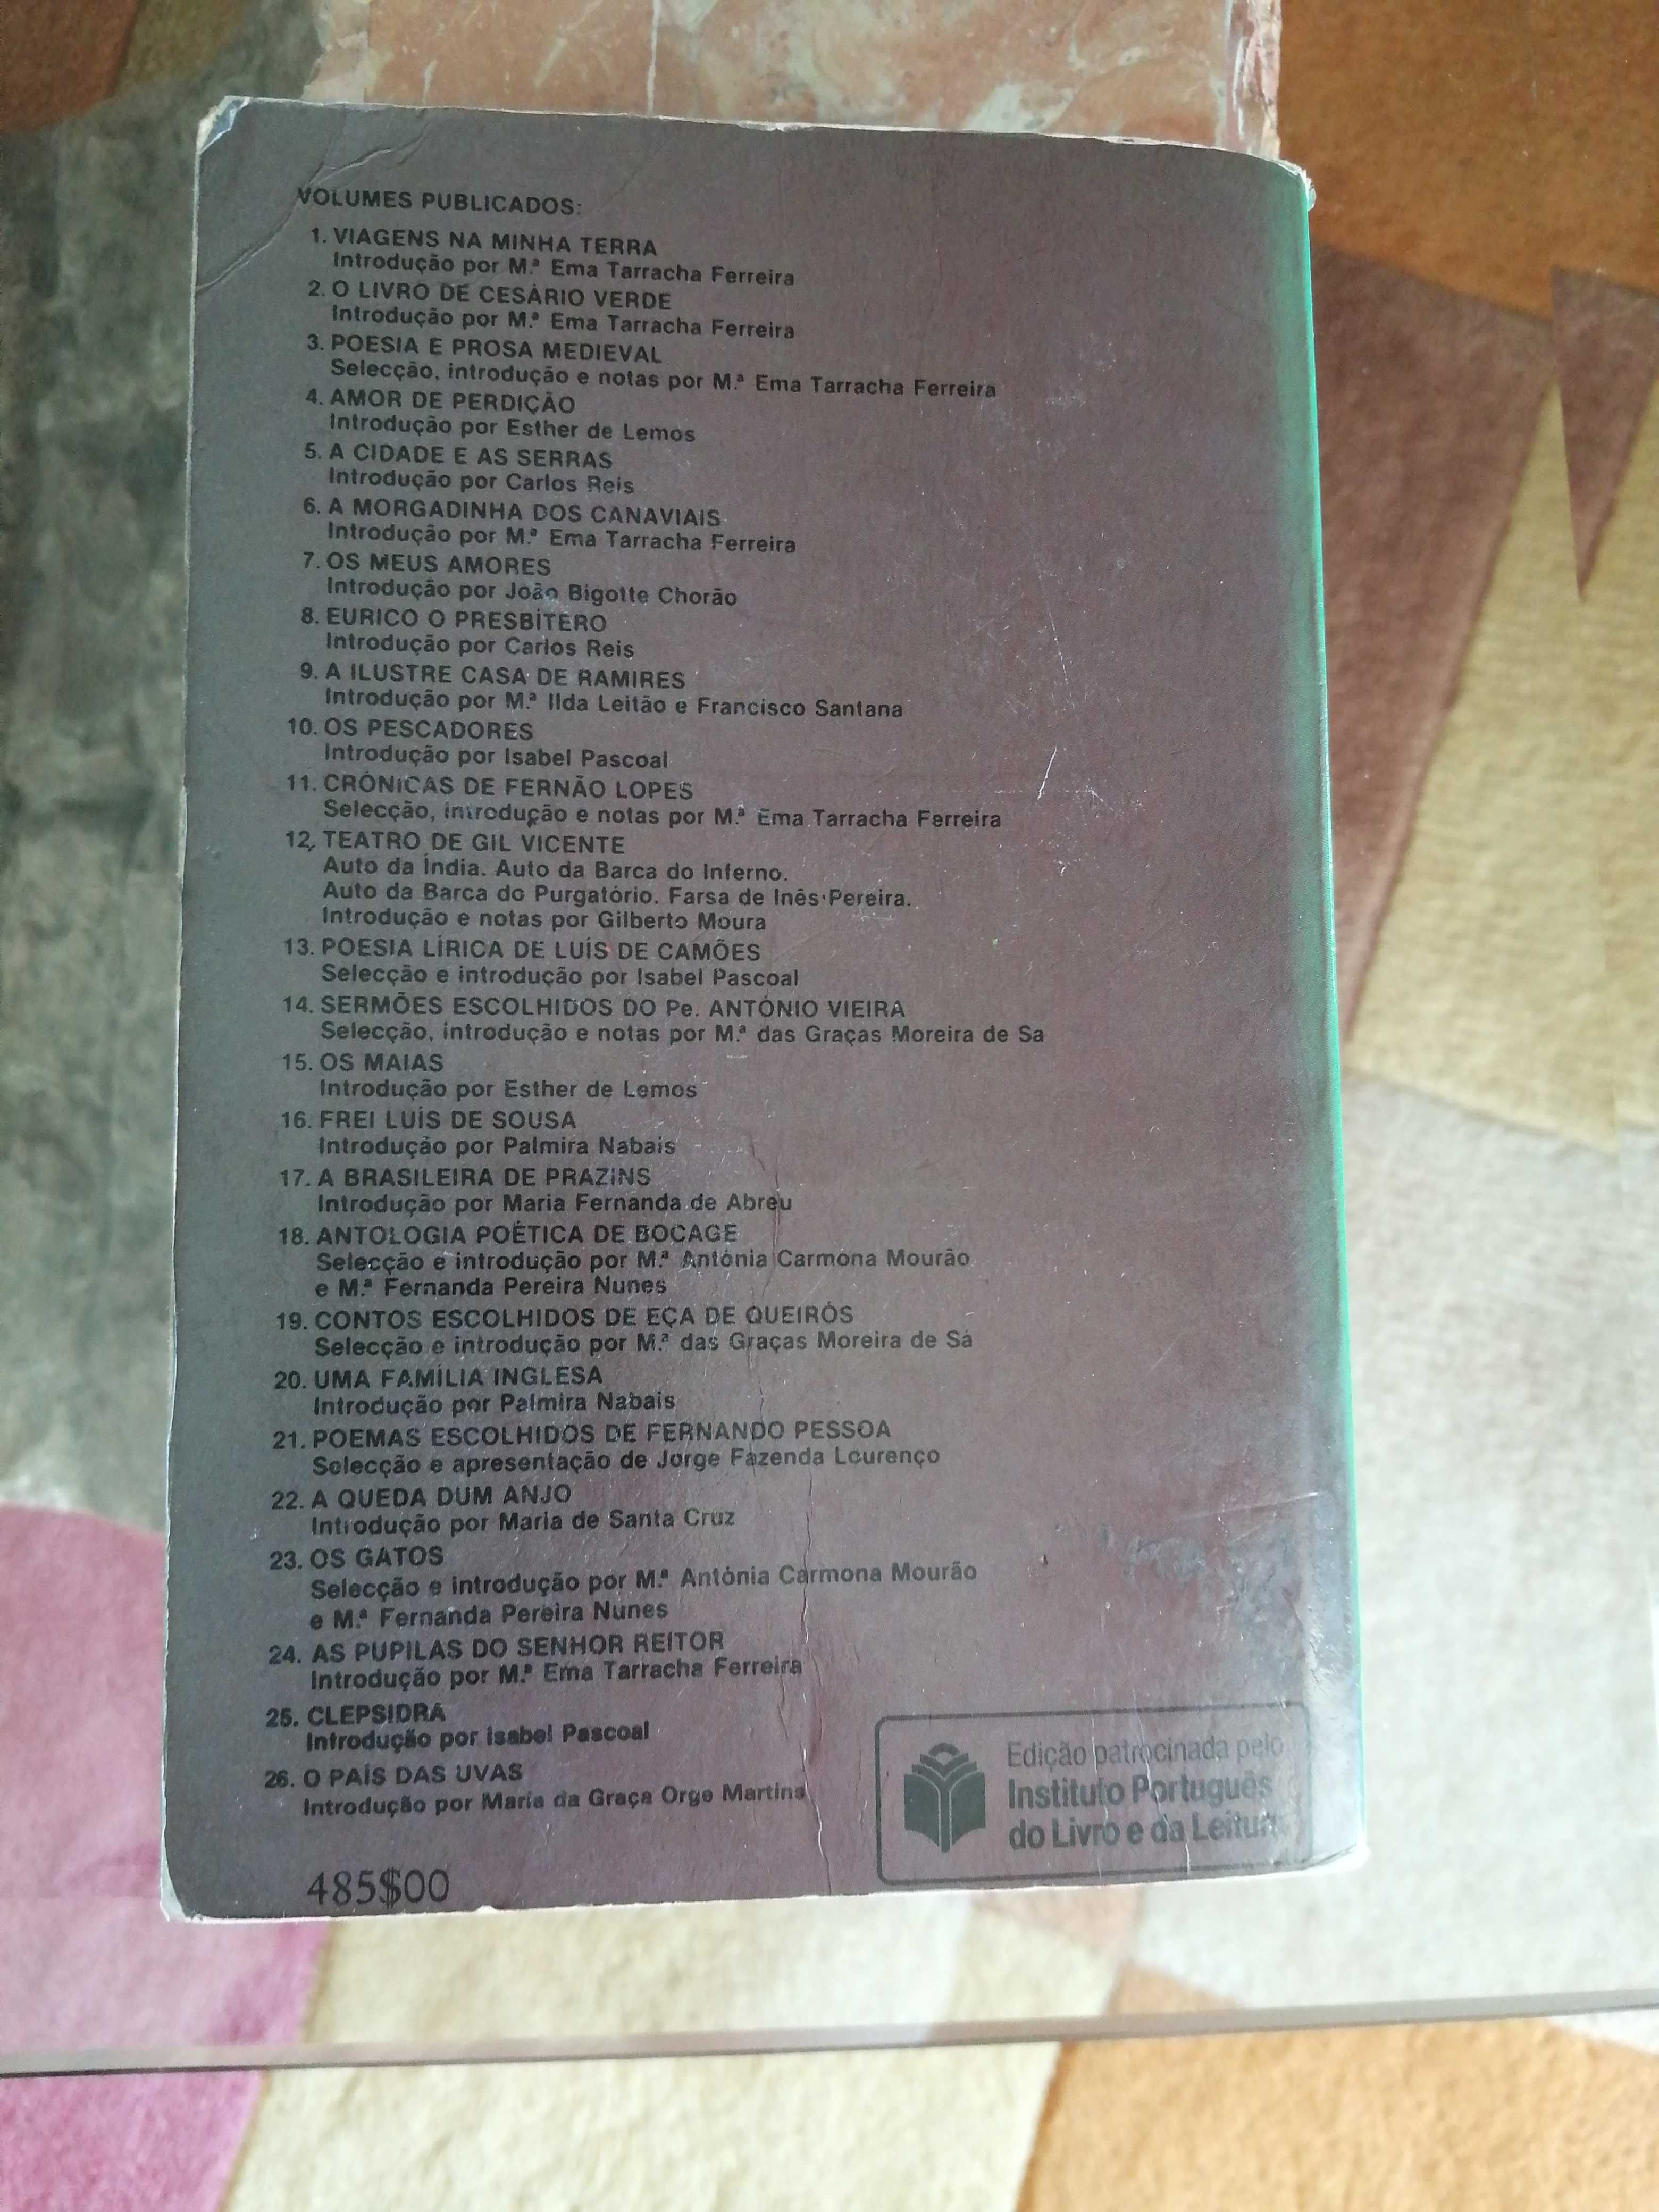 VOLUMES PUBLICADOS:
1. VIAGENS NA MINHA TERRA
Introdução por M.ª Ema Tarracha Ferreira
2. O LIVRO DE CESÁRIO VERDE
Introdução por M.ª Ema Tarracha Ferreira
3. POESIA E PROSA MEDIEVAL
Selecção, introdução e notas por M.ª Ema Tarracha Ferreira
4. AMOR DE PERDIÇÃO
Introdução por Esther de Lemos
5. A CIDADE E AS SERRAS
Introdução por Carlos Reis
6. A MORGADINHA DOS CANAVIAIS
Introdução por M.ª Ema Tarracha Ferreira
7. OS MEUS AMORES
Introdução por João Bigotte Chorão
8. EURICO O PRESBÍTERO
Introdução por Carlos Reis
9. A ILUSTRE CASA DE RAMIRES
Introdução por M.ª Ilda Leitão e Francisco Santana
10. OS PESCADORES
Introdução por Isabel Pascoal
11. CRÓNICAS DE FERNÃO LOPES
Selecção, introdução e notas por M.ª Ema Tarracha Ferreira
12. TEATRO DE GIL VICENTE
Auto da Índia. Auto da Barca do Inferno.
Auto da Barca do Purgatório. Farsa de Inês Pereira.
Introdução e notas por Gilberto Moura
13. POESIA LÍRICA DE LUÍS DE CAMÕES
Selecção e introdução por Isabel Pascoal
14. SERMÕES ESCOLHIDOS DO Pe. ANTÓNIO VIEIRA
Selecção, introdução e notas por M.ª das Graças Moreira de Sa
15. OS MAIAS
Introdução por Esther de Lemos
16. FREI LUÍS DE SOUSA
Introdução por Palmira Nabais
17. A BRASILEIRA DE PRAZINS
Introdução por Maria Fernanda de Abreu
18. ANTOLOGIA POÉTICA DE BOCAGE
Selecção e introdução por M.ª Antónia Carmona Mourão
e M.ª Fernanda Pereira Nunes
19. CONTOS ESCOLHIDOS DE EÇA DE QUEIRÓS
Selecção e introdução por M.ª das Graças Moreira de Sá
20. UMA FAMÍLIA INGLESA
Introdução por Palmira Nabais
21. POEMAS ESCOLHIDOS DE FERNANDO PESSOA
Selecção e apresentação de Jorge Fazenda Lourenço
22. A QUEDA DUM ANJO
Introdução por Maria de Santa Cruz
23. OS GATOS
Selecção e introdução por M.ª Antónia Carmona Mourão
e M.ª Fernanda Pereira Nunes
24. AS PUPILAS DO SENHOR REITOR
Introdução por M.ª Ema Tarracha Ferreira
25. CLEPSIDRA
Introdução por Isabel Pascoal
26. O PAÍS DAS UVAS
Introdução por Maria da Graça Orge Martins
485$00
Edição patrocinada pelo
Instituto Português
do Livro e da Leitura